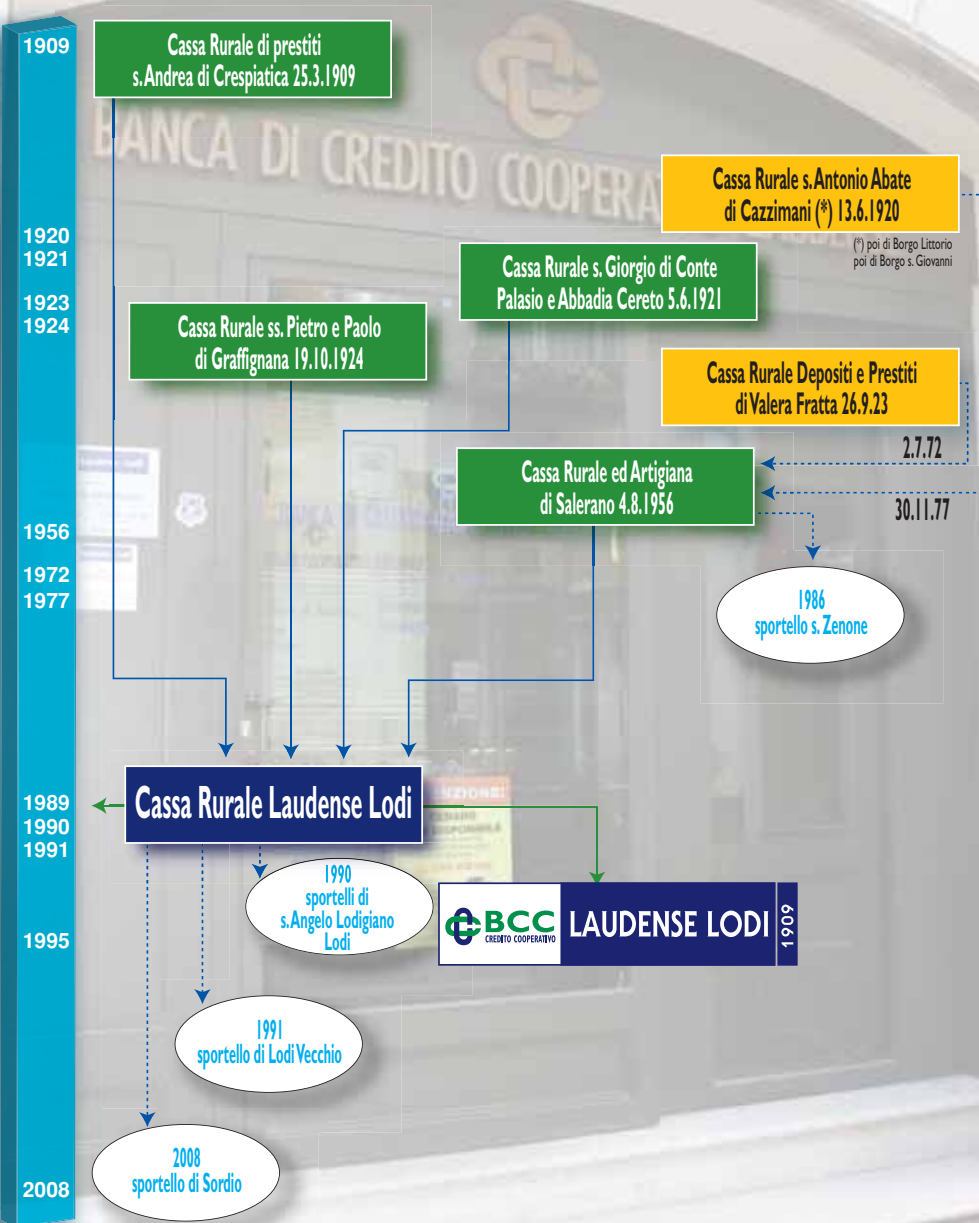 1909
Cassa Rurale di prestiti
s.Andrea di Crespiatica 25.3.1909
BANCA DI CREDITO COOPERA
Cassa Rurale s. Antonio Abate
di Cazzimani (*) 13.6.1920
(*) poi di Borgo Littorio
poi di Borgo s. Giovanni
1920
1921
Cassa Rurale s. Giorgio di Conte
Palasio e Abbadia Cereto 5.6.1921
1923
1924
Cassa Rurale ss. Pietro e Paolo
di Graffignana 19.10.1924
Cassa Rurale Depositi e Prestiti
di Valera Fratta 26.9.23
2.7.72
Cassa Rurale ed Artigiana
di Salerano 4.8.1956
30.11.77
1956
1972
1977
1986
sportello s. Zenone
1989
1990
1991
Cassa Rurale Laudense Lodi
1990
sportelli di
s.Angelo Lodigiano
Lodi
BCC
CREDITO COOPERATIVO
LAUDENSE LODI
1909
1995
1991
sportello di Lodi Vecchio
2008
sportello di Sordio
2008